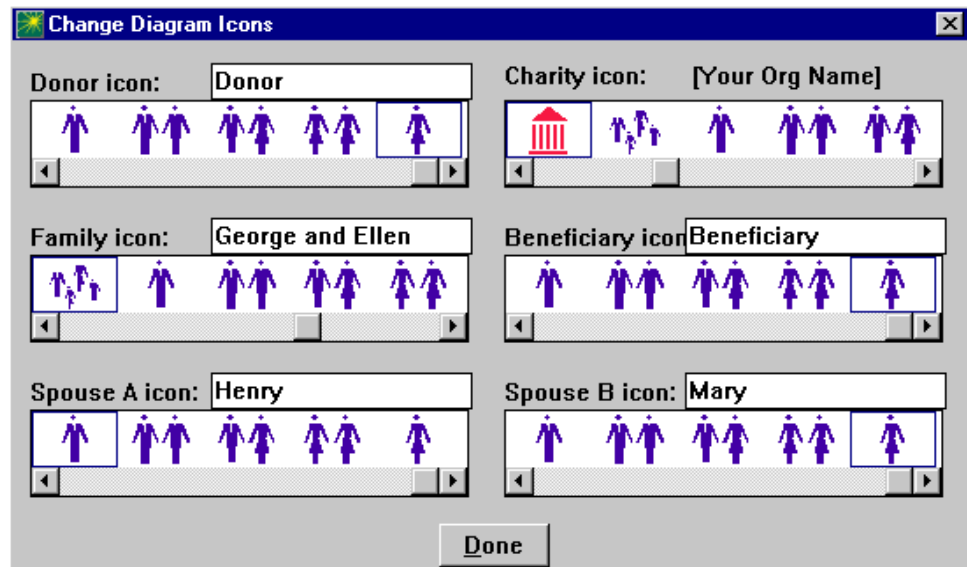 Change Diagram Icons
Donor icon: Donor
Charity icon: [Your Org Name]
Family icon: George and Ellen
Beneficiary icon Beneficiary
Spouse A icon: Henry
Spouse B icon: Mary
Done